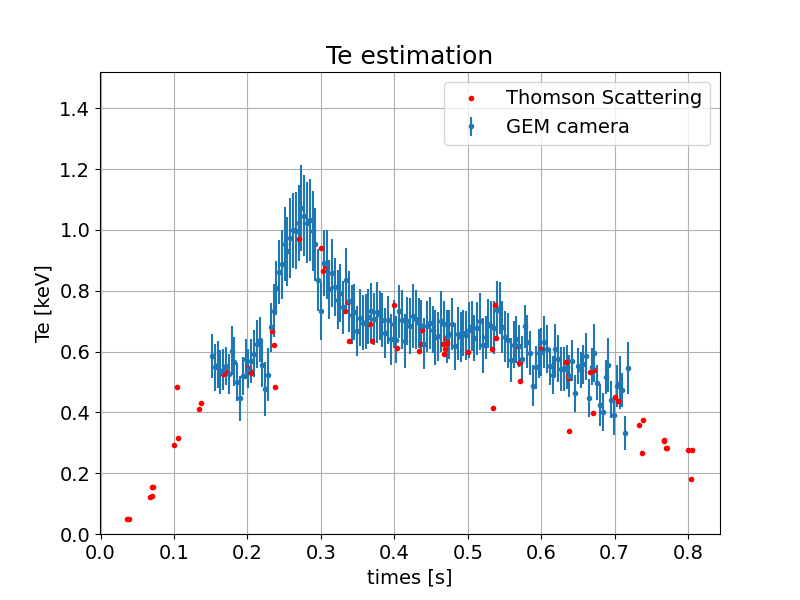 Te estimation
Thomson Scattering
GEM camera
Te [keV]
1.4
1.2
1.0
0.8
0.6
0.4
0.2
0.0
0.0 0.1 0.2 0.3 0.4 0.5 0.6 0.7 0.8
times [s]